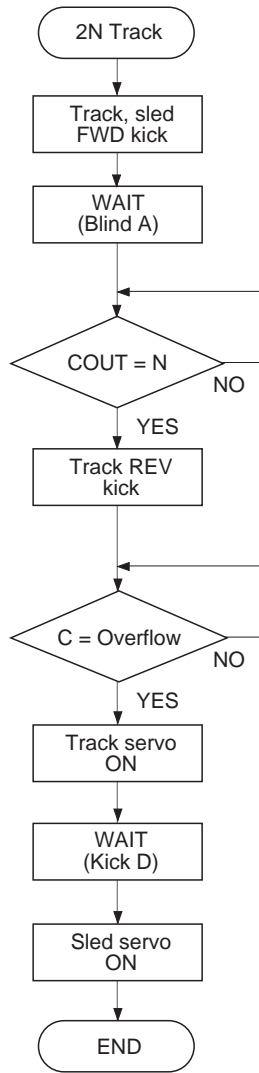 2N Track
Track, sled
FWD kick
WAIT
(Blind A)
COUT = N
NO
YES
Track REV
kick
C = Overflow
NO
YES
Track servo
ON
WAIT
(Kick D)
Sled servo
ON
END